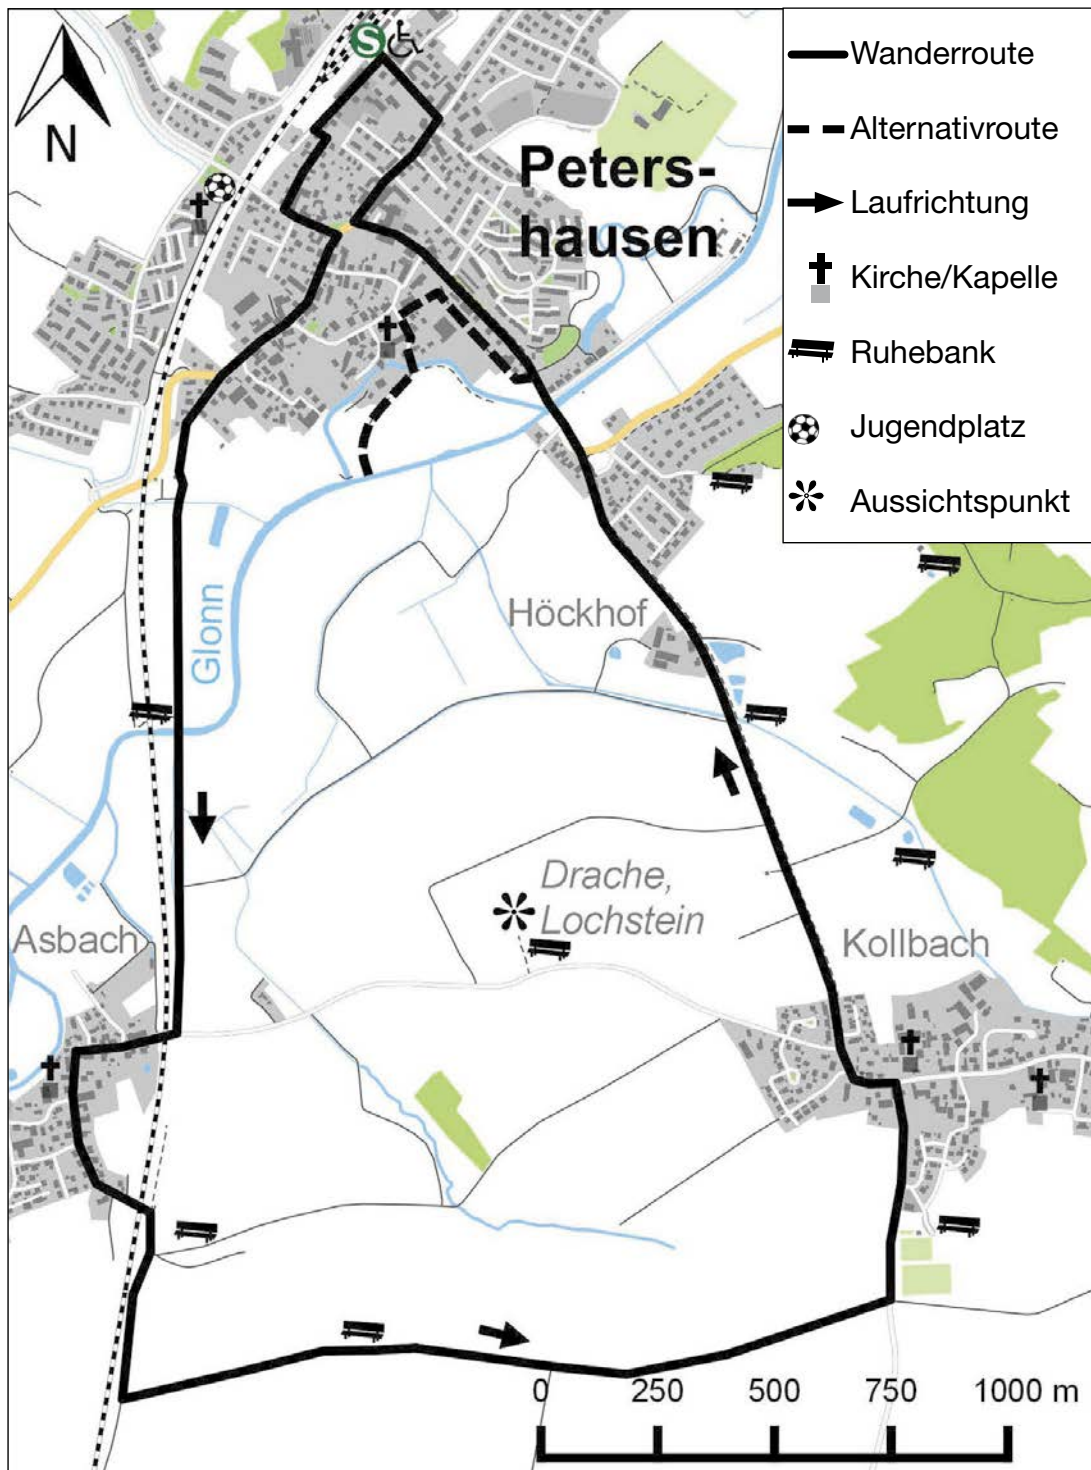 S
N
Peters-
hausen
Wanderroute
Alternativroute
Laufrichtung
Kirche/Kapelle
Ruhebank
Jugendplatz
Aussichtspunkt
Glonn
Höckhof
Drache,
Lochstein
Asbach
Kollbach
0 250 500 750 1000 m